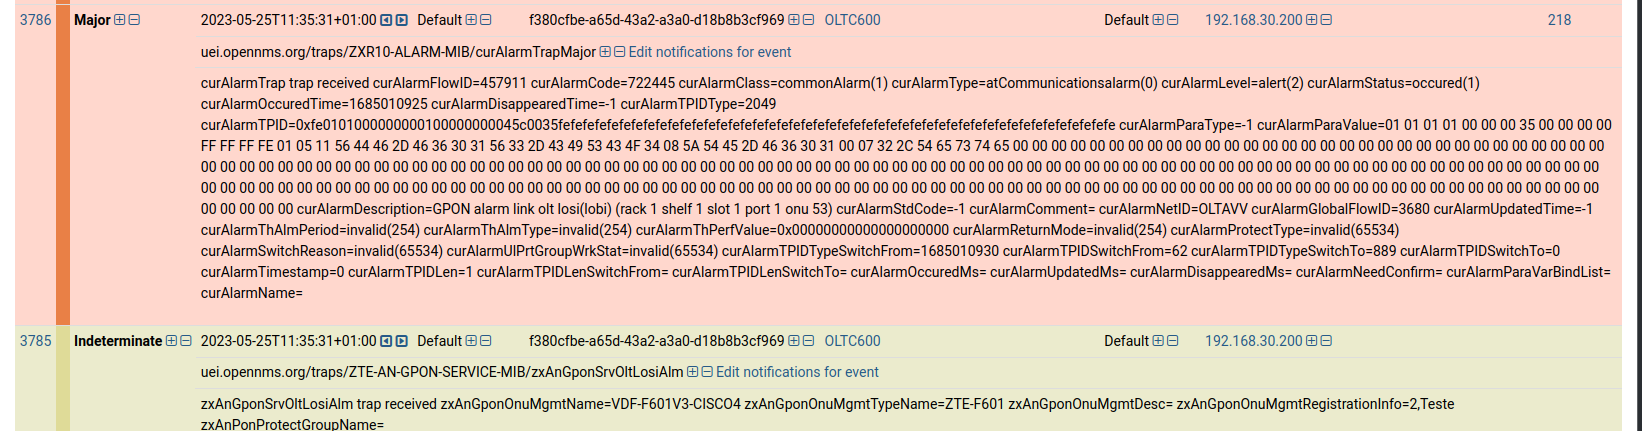 3786 Major 2023-05-25T11:35:31+01:00 Default f380cfbe-a65d-43a2-a3a0-d18b8b3cf969 OLTC600 Default 192.168.30.200 218
uei.opennms.org/traps/ZXR10-ALARM-MIB/curAlarmTrapMajor Edit notifications for event
curAlarmTrap trap received curAlarmFlowID=457911 curAlarmCode=722445 curAlarmClass=commonAlarm(1) curAlarmType=atCommunicationsalarm(0) curAlarmLevel=alert(2) curAlarmStatus=occured(1)
curAlarmOccuredTime=1685010925 curAlarmDisappearedTime=-1 curAlarmTPIDType=2049
curAlarmTPID=0xfe0101000000000100000000045c0035fefefefefefefefefefefefefefefefefefefefefefefefefefefefefefefefefefefefefefefefefefefefefefefefe curAlarmParaType=-1 curAlarmParaValue=01 01 01 01 00 00 00 35 00 00 00 00
FF FF FF FE 01 05 11 56 44 46 2D 46 36 30 31 56 33 2D 43 49 53 43 4F 34 08 5A 54 45 2D 46 36 30 31 00 07 32 2C 54 65 73 74 65 00 00 00 00 00 00 00 00 00 00 00 00 00 00 00 00 00 00 00 00 00 00 00 00 00 00
00 00 00 00 00 00 00 00 00 00 00 00 00 00 00 00 00 00 00 00 00 00 00 00 00 00 00 00 00 00 00 00 00 00 00 00 00 00 00 00 00 00 00 00 00 00 00 00 00 00 00 00 00 00 00 00 00 00 00 00 00 00 00 00 00 00 00
00 00 00 00 00 00 00 00 00 00 00 00 00 00 00 00 00 00 00 00 00 00 00 00 00 00 00 00 00 00 00 00 00 00 00 00 00 00 00 00 00 00 00 00 00 00 00 00 00 00 00 00 00 00 00 00 00 00 00 00 00 00 00 00 00 00 00
00 00 00 00 00 curAlarmDescription=GPON alarm link olt losi(lobi) (rack 1 shelf 1 slot 1 port 1 onu 53) curAlarmStdCode=-1 curAlarmComment= curAlarmNetID=OLTAVV curAlarmGlobalFlowID=3680 curAlarmUpdatedTime=-1
curAlarmThAlmPeriod=invalid(254) curAlarmThAlmType=invalid(254) curAlarmThPerfValue=0x00000000000000000000 curAlarmReturnMode=invalid(254) curAlarmProtectType=invalid(65534)
curAlarmSwitchReason=invalid(65534) curAlarmUlPrtGroupWrkStat=invalid(65534) curAlarmTPIDTypeSwitchFrom=1685010930 curAlarmTPIDSwitchFrom=62 curAlarmTPIDTypeSwitchTo=889 curAlarmTPIDSwitchTo=0
curAlarmTimestamp=0 curAlarmTPIDLen=1 curAlarmTPIDLenSwitchFrom= curAlarmTPIDLenSwitchTo= curAlarmOccuredMs= curAlarmUpdatedMs= curAlarmDisappearedMs= curAlarmNeedConfirm= curAlarmParaVarBindList=
curAlarmName=
3785 Indeterminate 2023-05-25T11:35:31+01:00 Default f380cfbe-a65d-43a2-a3a0-d18b8b3cf969 OLTC600 Default 192.168.30.200
uei.opennms.org/traps/ZTE-AN-GPON-SERVICE-MIB/zxAnGponSrvOltLosiAlm Edit notifications for event
zxAnGponSrvOltLosiAlm trap received zxAnGponOnuMgmtName=VDF-F601V3-CISCO4 zxAnGponOnuMgmtTypeName=ZTE-F601 zxAnGponOnuMgmtDesc= zxAnGponOnuMgmtRegistrationInfo=2,Teste
zxAnPonProtectGroupName=